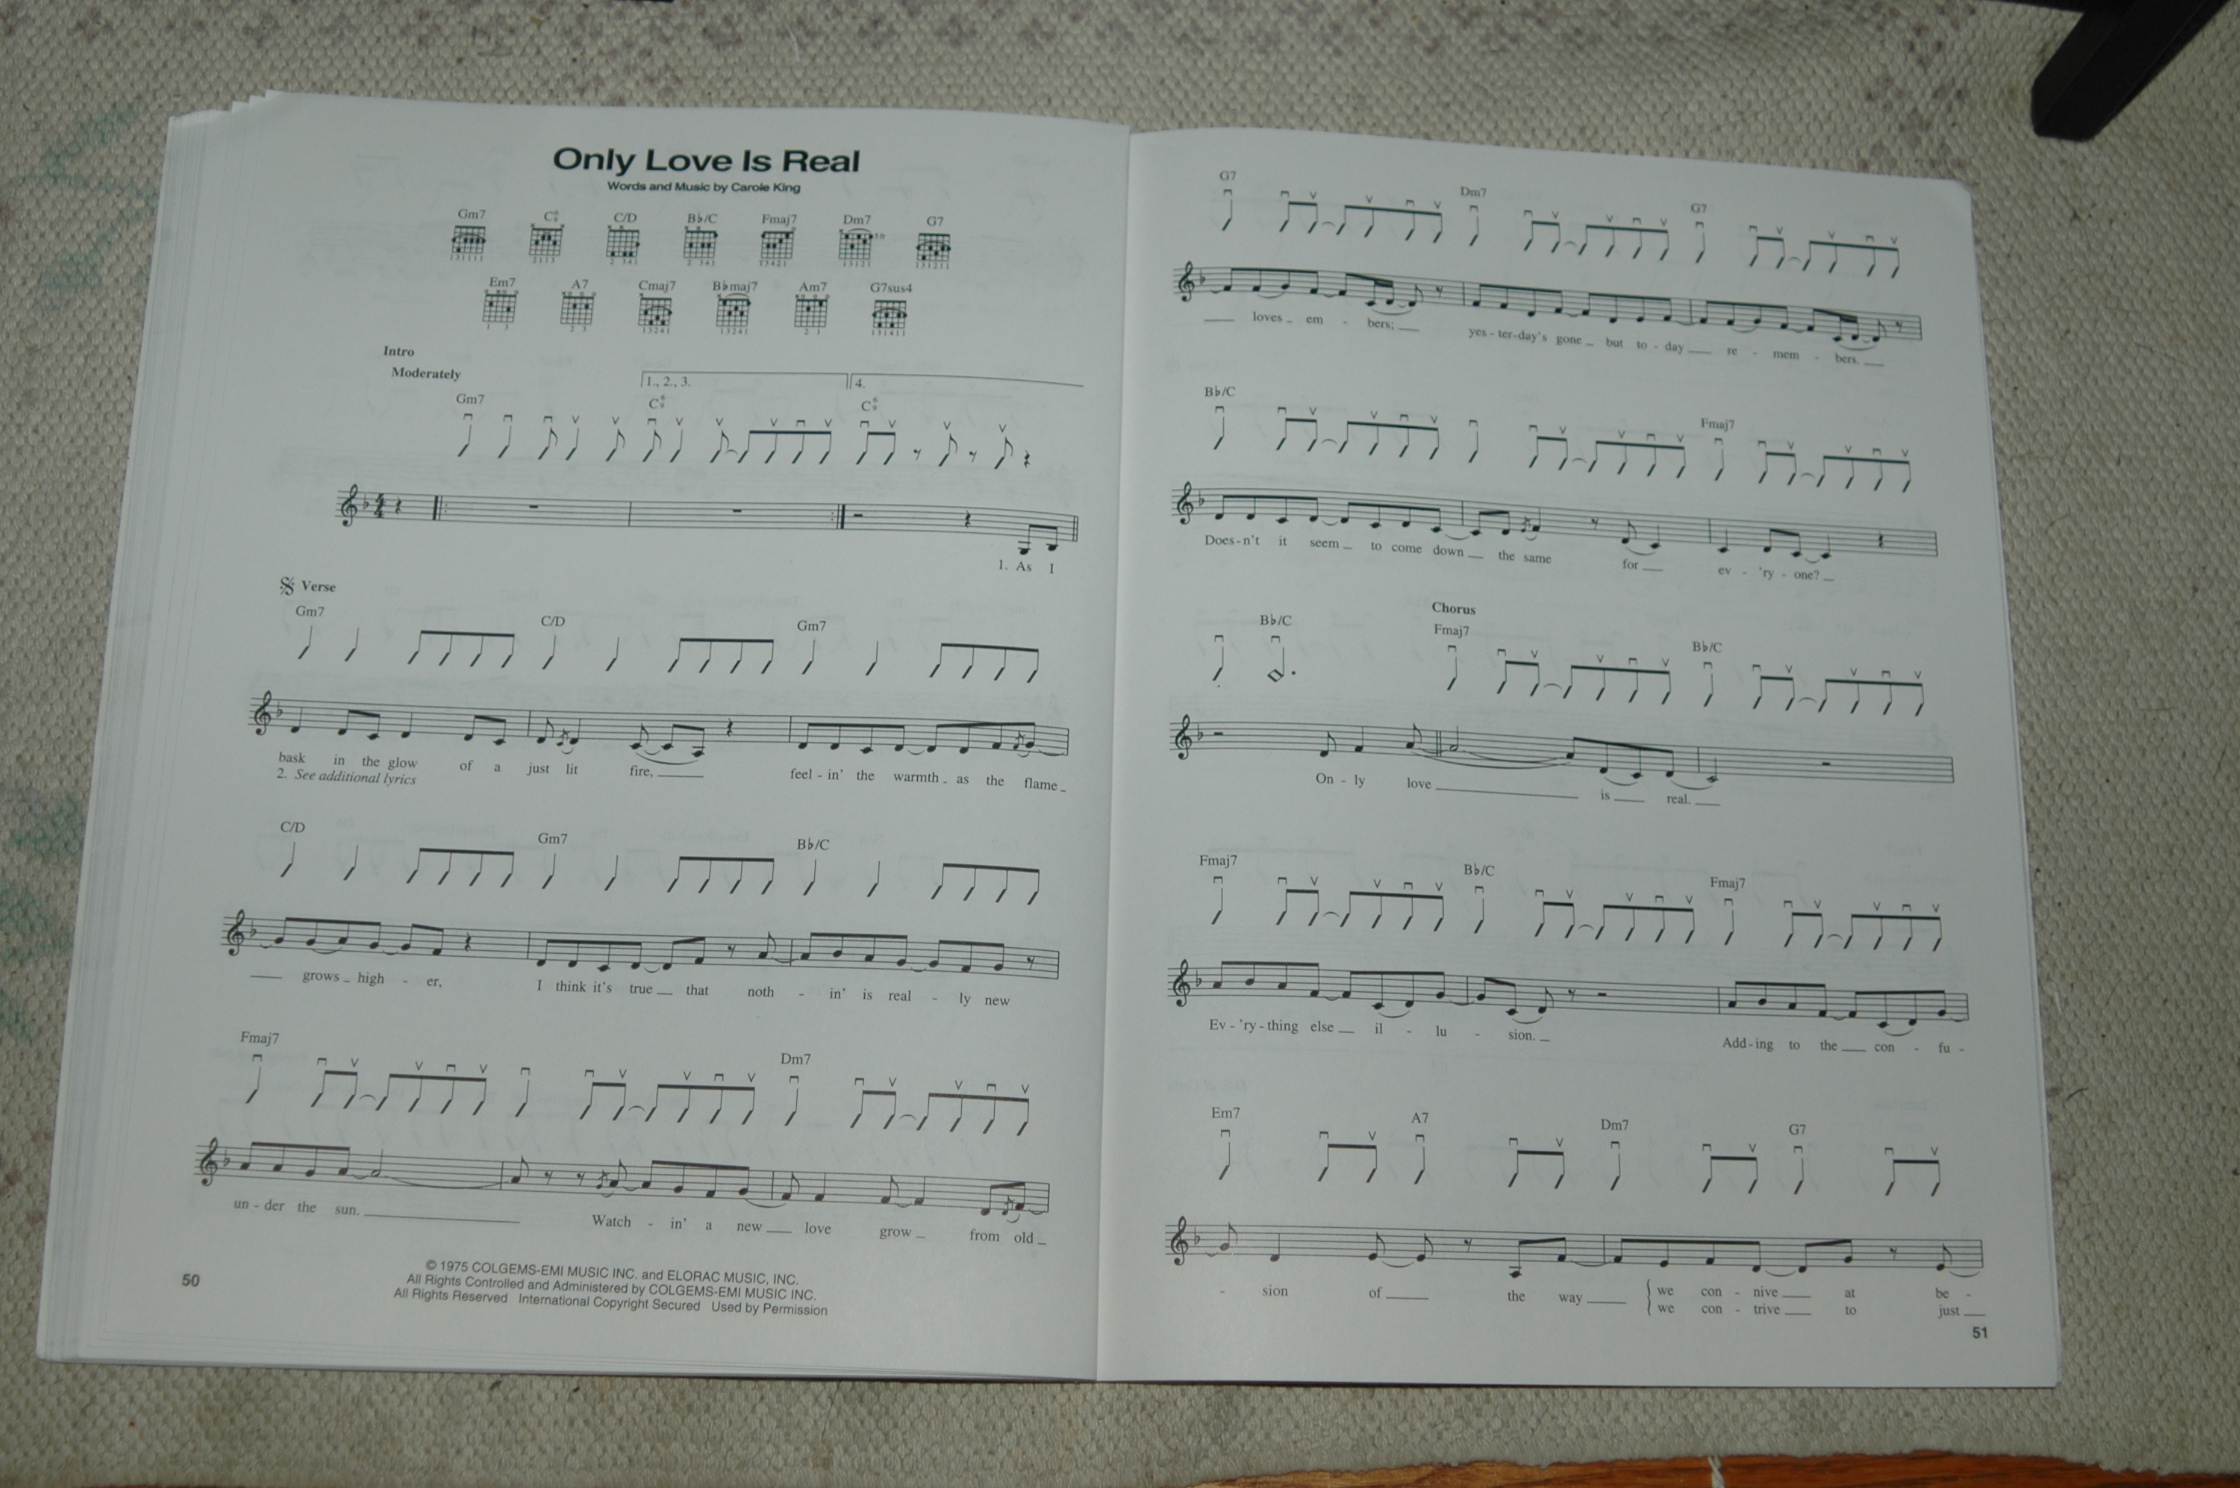 Only Love Is Real
Words and Music by Carole King
Gm7 C6/9 C/D B♭/C Fmaj7 Dm7 G7
Em7 A7 Cmaj7 B♭maj7 Am7 G7sus4
Intro
Moderately
1., 2., 3. 4.
Gm7 C6/9 C6/9
1. As I
Verse
Gm7 C/D Gm7
bask in the glow of a just lit fire, feel - in' the warmth as the flame
2. See additional lyrics
C/D Gm7 B♭/C
grows high - er, I think it's true that noth - in' is real - ly new
Fmaj7 Dm7
un - der the sun. Watch - in' a new love grow from old
© 1975 COLGEMS-EMI MUSIC INC. and ELORAC MUSIC, INC.
All Rights Controlled and Administered by COLGEMS-EMI MUSIC INC.
All Rights Reserved International Copyright Secured Used by Permission
50
G7 Dm7 G7
loves em - bers; yes - ter-day's gone but to - day re - mem - bers.
B♭/C Fmaj7
Does-n't it seem to come down the same for ev - 'ry - one?
Chorus
B♭/C Fmaj7 B♭/C
On - ly love is real.
Fmaj7 B♭/C Fmaj7
Ev - 'ry - thing else il - lu - sion. Add-ing to the con - fu -
Em7 A7 Dm7 G7
- sion of the way we con - nive at be -
we con - trive to just
51